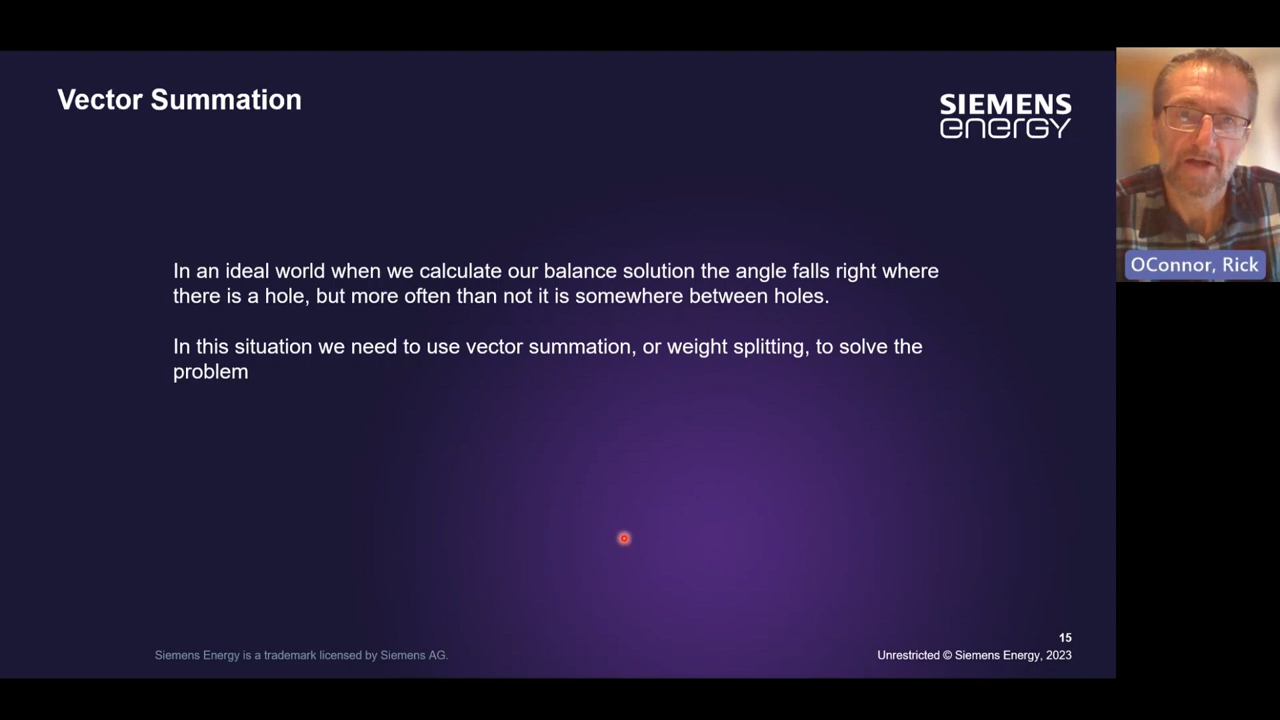 Vector Summation
SIEMENS
energy
In an ideal world when we calculate our balance solution the angle falls right where
there is a hole, but more often than not it is somewhere between holes.
In this situation we need to use vector summation, or weight splitting, to solve the
problem
OConnor, Rick
15
Siemens Energy is a trademark licensed by Siemens AG.
Unrestricted © Siemens Energy, 2023